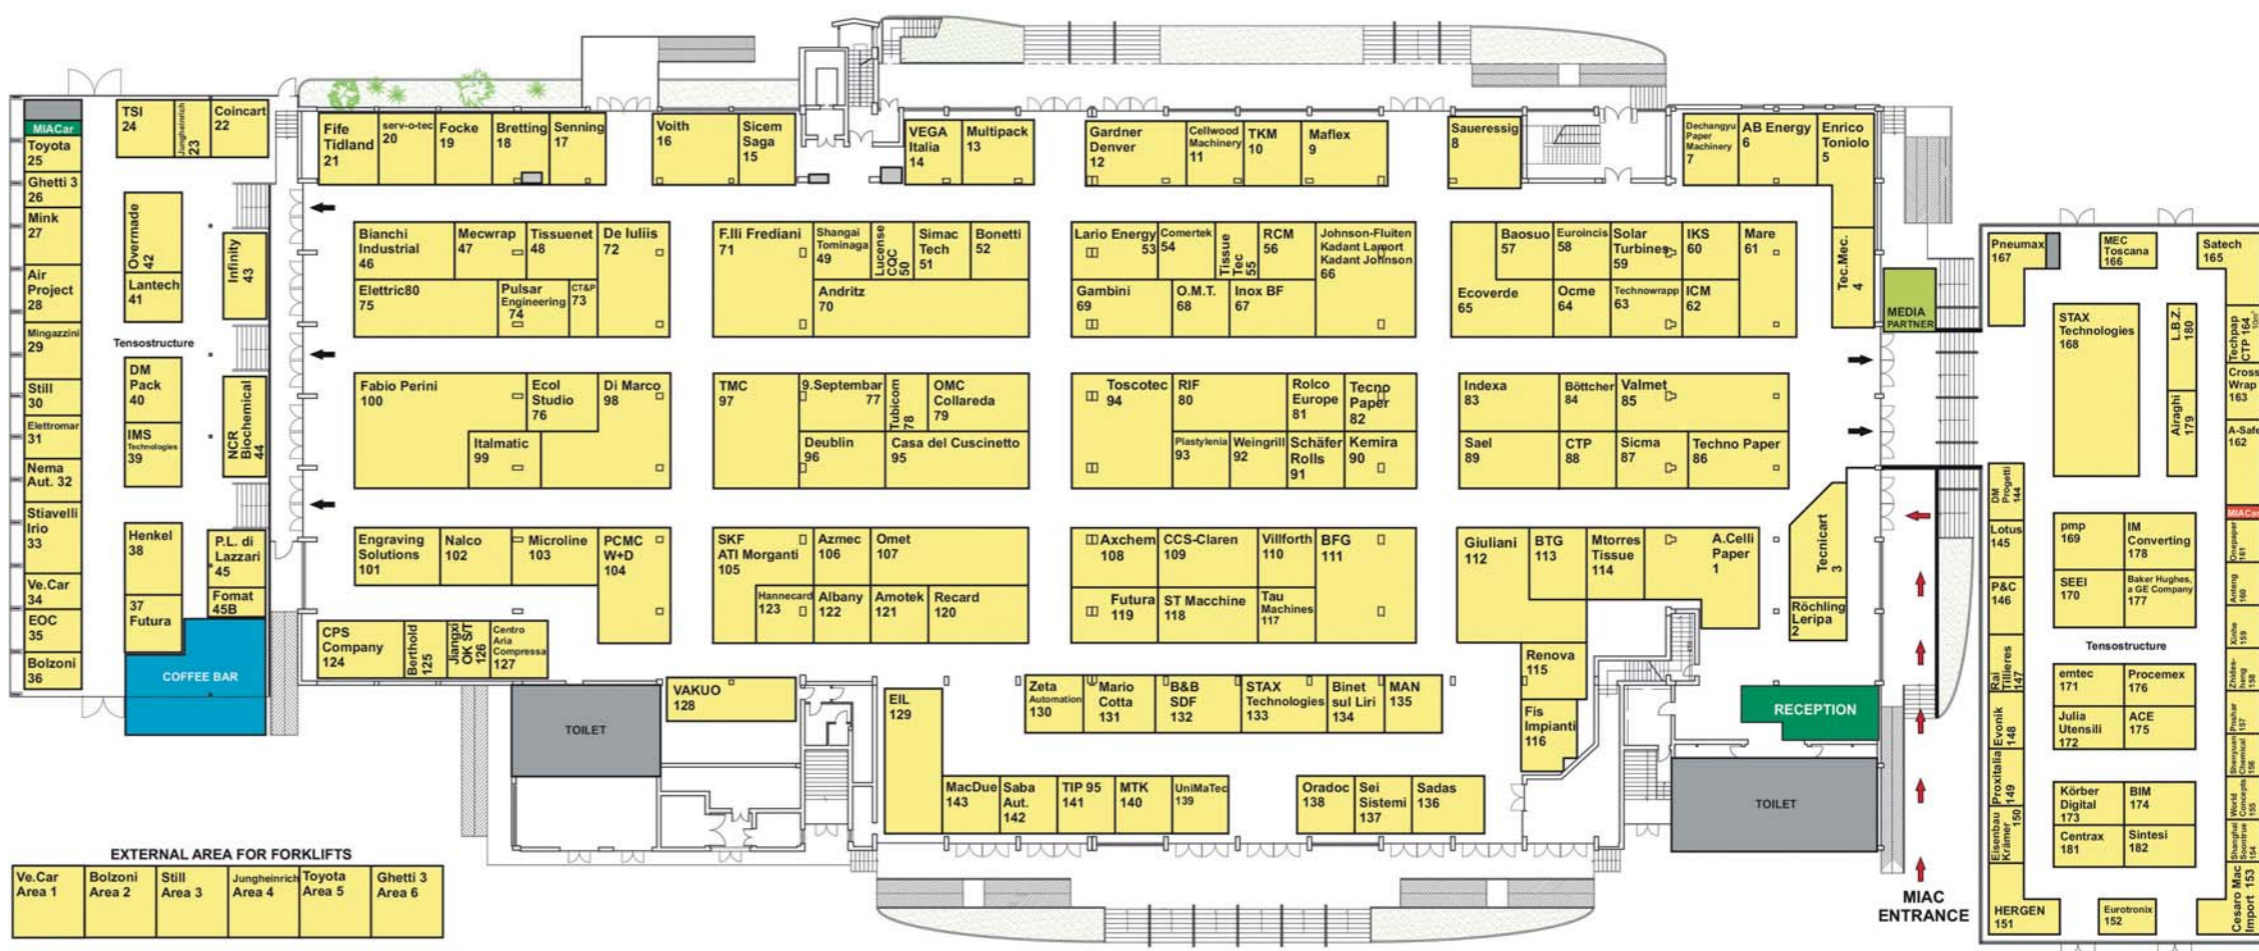 TSI
24
Jungheinrich
23
Coincart
22
MIACar
Toyota
25
Ghetti 3
26
Mink
27
Air
Project
28
Mingazzini
29
Still
30
Elettromar
31
Nema
Aut. 32
Stiavelli
Irio
33
Ve.Car
34
EOC
35
Bolzoni
36
Overmade
42
Lantech
41
Infinity
43
Tensostructure
DM
Pack
40
IMS
Technologies
39
NCR
Biochemical
44
Henkel
38
37
Futura
P.L. di
Lazzari
45
Fomat
45B
COFFEE BAR
Fife
Tidland
21
serv-o-tec
20
Focke
19
Bretting
18
Senning
17
Voith
16
Sicem
Saga
15
VEGA
Italia
14
Multipack
13
Gardner
Denver
12
Cellwood
Machinery
11
TKM
10
Maflex
9
Saueressig
8
Dechangyu
Paper
Machinery
7
AB Energy
6
Enrico
Toniolo
5
Tec.Mec.
4
MEDIA
PARTNER
Bianchi
Industrial
46
Mecwrap
47
Tissuenet
48
De Iuliis
72
Elettric80
75
Pulsar
Engineering
74
CT&P
73
F.lli Frediani
71
Shangai
Tominaga
49
Lucense
CQC
50
Simac
Tech
51
Bonetti
52
Andritz
70
Lario Energy
53
Comertek
54
Tissue
Tec
55
RCM
56
Johnson-Fluiten
Kadant Lamort
Kadant Johnson
66
Gambini
69
O.M.T.
68
Inox BF
67
Baosuo
57
Euroincis
58
Solar
Turbines
59
IKS
60
Mare
61
Ecoverde
65
Ocme
64
Technowrapp
63
ICM
62
Fabio Perini
100
Ecol
Studio
76
Di Marco
98
Italmatic
99
TMC
97
9.Septembar
77
Tubicom
78
OMC
Collareda
79
Deublin
96
Casa del Cuscinetto
95
Toscotec
94
RIF
80
Rolco
Europe
81
Tecno
Paper
82
Plastylenia
93
Weingrill
92
Schäfer
Rolls
91
Kemira
90
Indexa
83
Böttcher
84
Valmet
85
Sael
89
CTP
88
Sicma
87
Techno Paper
86
Engraving
Solutions
101
Nalco
102
Microline
103
PCMC
W+D
104
SKF
ATI Morganti
105
Azmec
106
Omet
107
Hannecard
123
Albany
122
Amotek
121
Recard
120
Axchem
108
CCS-Claren
109
Villforth
110
BFG
111
Futura
119
ST Macchine
118
Tau
Machines
117
Giuliani
112
BTG
113
Mtorres
Tissue
114
A.Celli
Paper
1
Tecnicart
3
Röchling
Leripa
2
CPS
Company
124
Berthold
125
Jiangxi
OK S/T
126
Centro
Aria
Compressa
127
TOILET
VAKUO
128
EIL
129
Zeta
Automation
130
Mario
Cotta
131
B&B
SDF
132
STAX
Technologies
133
Binet
sul Liri
134
MAN
135
Renova
115
Fis
Impianti
116
MacDue
143
Saba
Aut.
142
TIP 95
141
MTK
140
UniMaTec
139
Oradoc
138
Sei
Sistemi
137
Sadas
136
RECEPTION
TOILET
MIAC
ENTRANCE
EXTERNAL AREA FOR FORKLIFTS
Ve.Car
Area 1
Bolzoni
Area 2
Still
Area 3
Jungheinrich
Area 4
Toyota
Area 5
Ghetti 3
Area 6
Pneumax
167
MEC
Toscana
166
Satech
165
STAX
Technologies
168
L.B.Z.
180
Airaghi
179
Techpap
CTP 164
Cross
Wrap
163
A-Safe
162
MIACar
DM
Progetti
144
Lotus
145
P&C
146
Rai
Tillieres
147
Evonik
148
Proxitalia
149
Eisenbau
Krämer
150
HERGEN
151
pmp
169
IM
Converting
178
SEEI
170
Baker Hughes,
a GE Company
177
Tensostructure
emtec
171
Procemex
176
Julia
Utensili
172
ACE
175
Körber
Digital
173
BIM
174
Centrax
181
Sintesi
182
Eurotronix
152
Onepaper
161
Anteng
160
Xinhe
159
158
157
Shenyuan
Chemical
156
World
Concepts
155
Shanghai
Soontrue
154
Cesaro Mac
Import 153